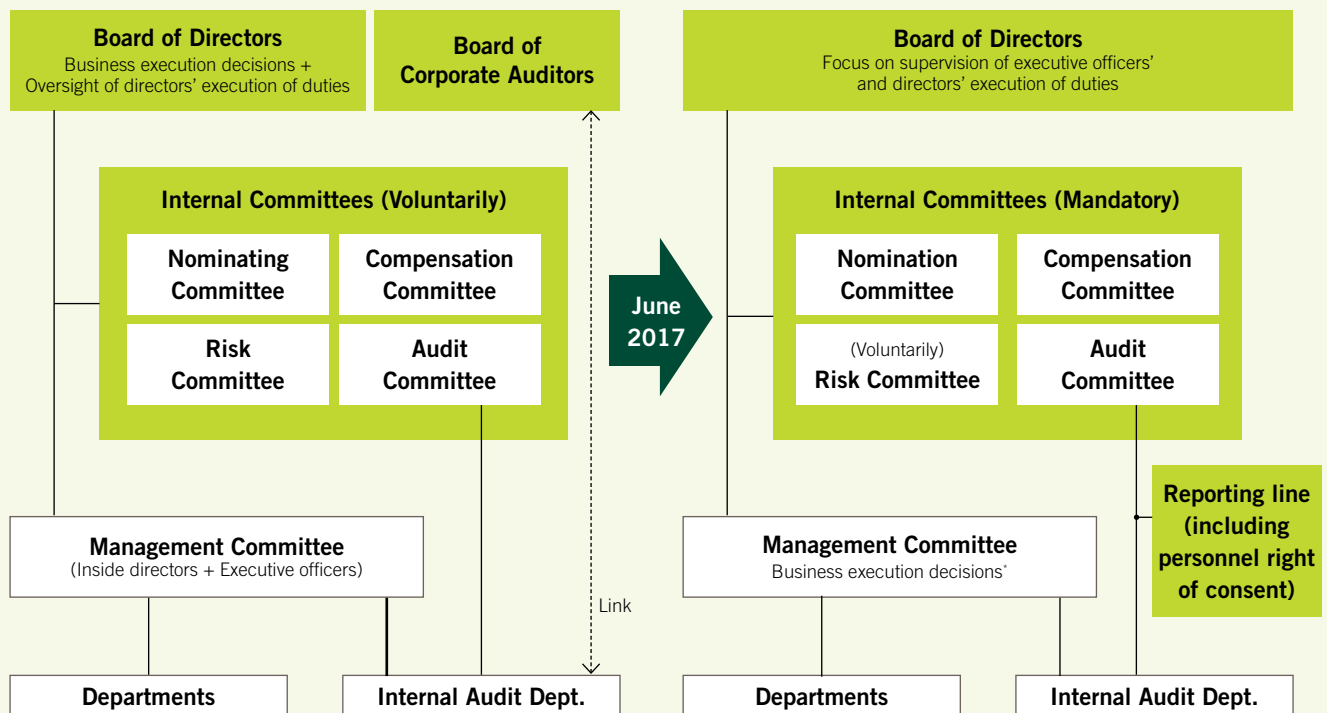 Board of Directors
Business execution decisions +
Oversight of directors’ execution of duties
Board of
Corporate Auditors
Internal Committees (Voluntarily)
Nominating
Committee
Compensation
Committee
Risk
Committee
Audit
Committee
Management Committee
(Inside directors + Executive officers)
Link
Departments
Internal Audit Dept.
June
2017
Board of Directors
Focus on supervision of executive officers’
and directors’ execution of duties
Internal Committees (Mandatory)
Nomination
Committee
Compensation
Committee
(Voluntarily)
Risk Committee
Audit
Committee
Reporting line
(including
personnel right
of consent)
Management Committee
Business execution decisions*
Departments
Internal Audit Dept.